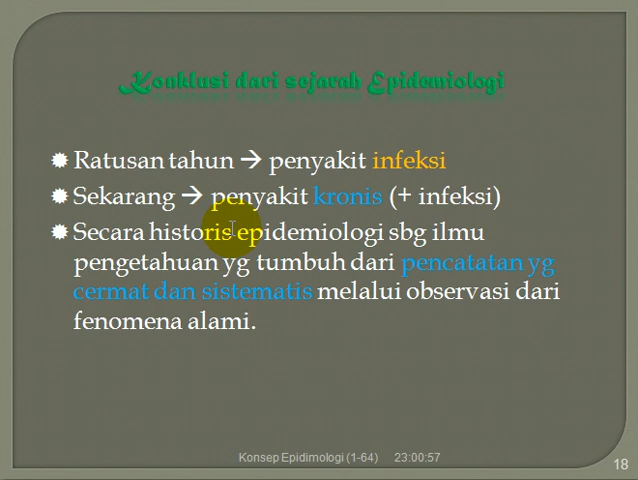 Konklusi dari sejarah Epidemiologi
Ratusan tahun → penyakit infeksi
Sekarang → penyakit kronis (+ infeksi)
Secara historis epidemiologi sbg ilmu
pengetahuan yg tumbuh dari pencatatan yg
cermat dan sistematis melalui observasi dari
fenomena alami.
Konsep Epidimologi (1-64) 23:00:57
18